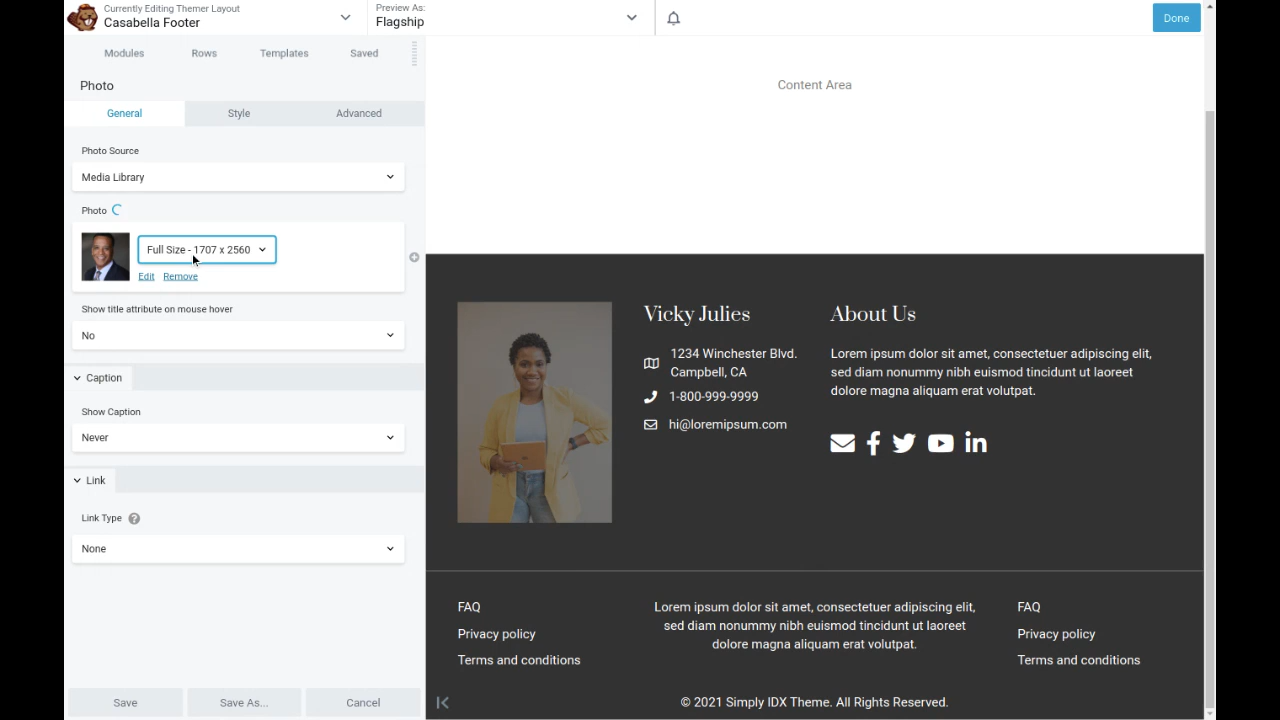 Currently Editing Themer Layout
Casabella Footer
Preview As:
Flagship
Done
Modules
Rows
Templates
Saved
Photo
General
Style
Advanced
Photo Source
Media Library
Photo
Full Size - 1707 x 2560
Edit
Remove
Show title attribute on mouse hover
No
Caption
Show Caption
Never
Link
Link Type ?
None
Save
Save As...
Cancel
Content Area
Vicky Julies
1234 Winchester Blvd.
Campbell, CA
1-800-999-9999
hi@loremipsum.com
About Us
Lorem ipsum dolor sit amet, consectetuer adipiscing elit,
sed diam nonummy nibh euismod tincidunt ut laoreet
dolore magna aliquam erat volutpat.
FAQ
Privacy policy
Terms and conditions
Lorem ipsum dolor sit amet, consectetuer adipiscing elit,
sed diam nonummy nibh euismod tincidunt ut laoreet
dolore magna aliquam erat volutpat.
FAQ
Privacy policy
Terms and conditions
© 2021 Simply IDX Theme. All Rights Reserved.